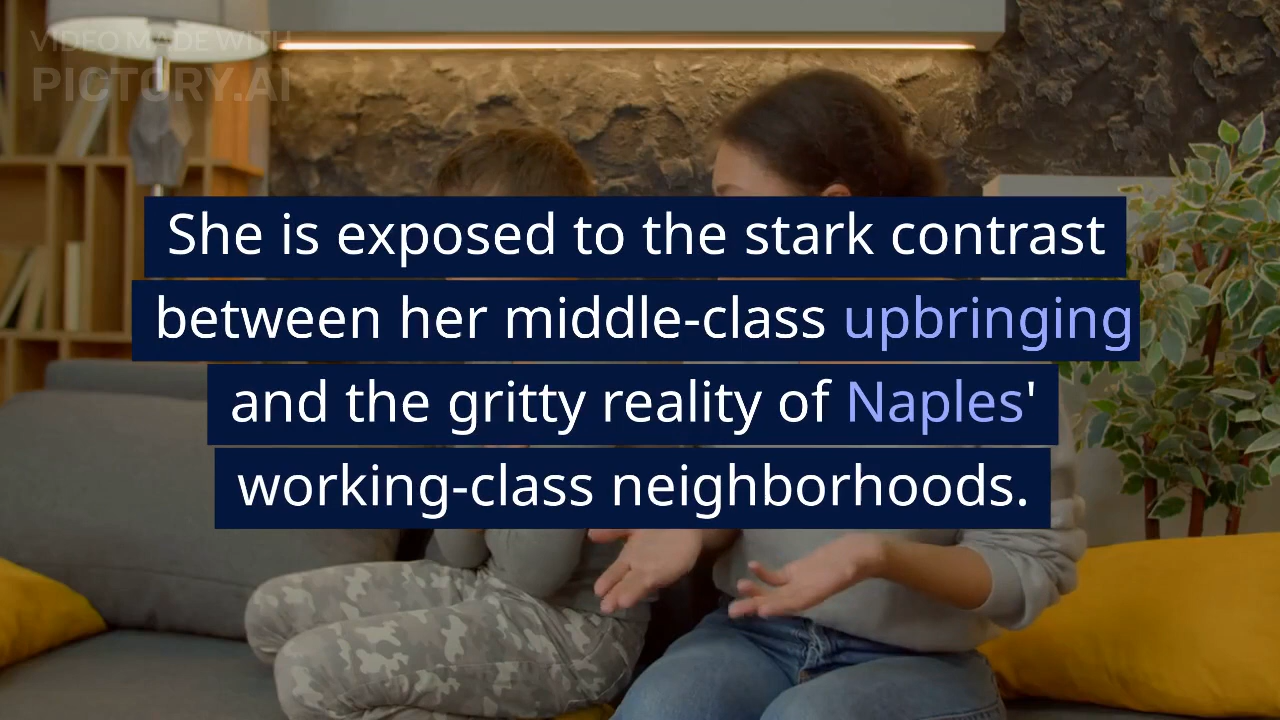 VIDEO MADE WITH
PICTORY.AI
She is exposed to the stark contrast
between her middle-class upbringing
and the gritty reality of Naples'
working-class neighborhoods.